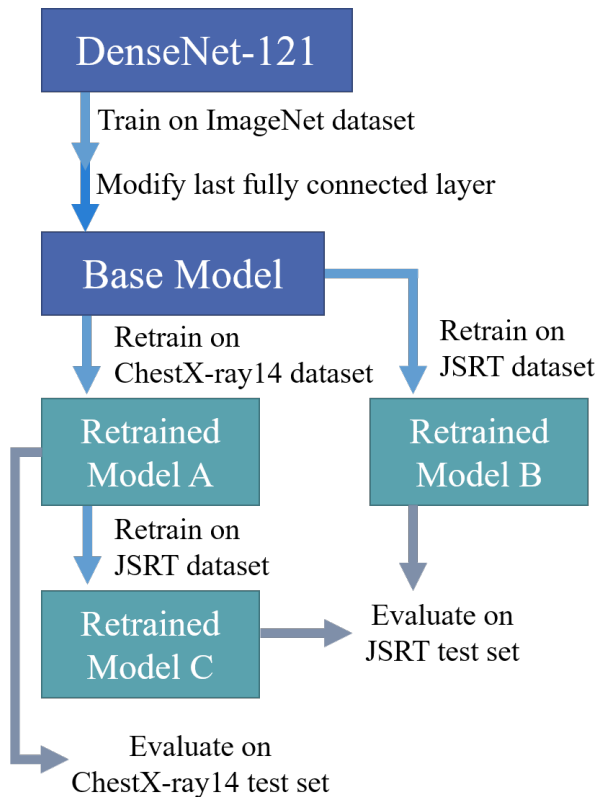 DenseNet-121
Train on ImageNet dataset
Modify last fully connected layer
Base Model
Retrain on
ChestX-ray14 dataset
Retrain on
JSRT dataset
Retrained
Model A
Retrained
Model B
Retrain on
JSRT dataset
Retrained
Model C
Evaluate on
JSRT test set
Evaluate on
ChestX-ray14 test set